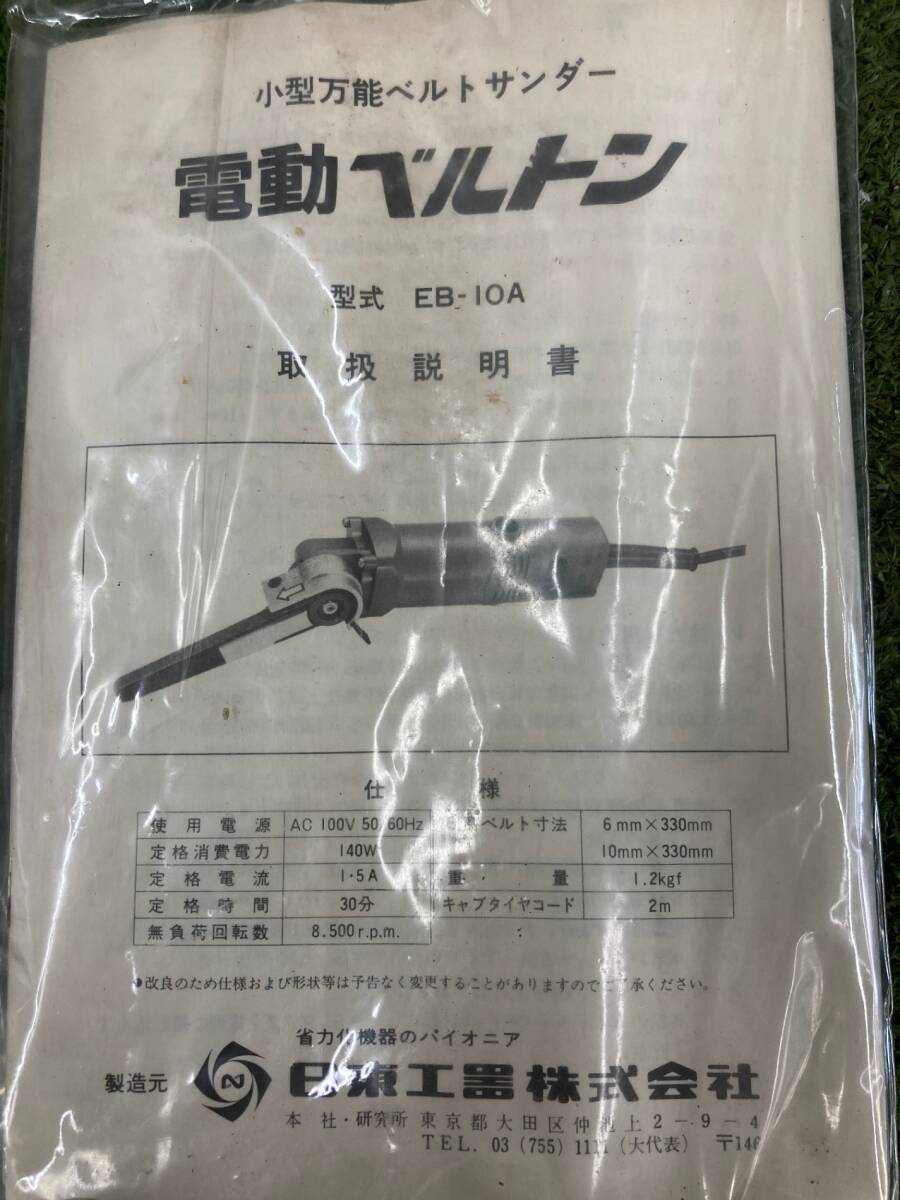 小型万能ベルトサンダー
電動ベルトン
型式 EB-10A
取扱説明書
仕様
使用電源 AC 100V 50/60Hz ベルト寸法 6mm×330mm
定格消費電力 140W 10mm×330mm
定格電流 1·5A 重量 1.2kgf
定格時間 30分 キャブタイヤコード 2m
無負荷回転数 8.500r.p.m.
●改良のため仕様および形状等は予告なく変更することがありますのでご了承ください。
省力化機器のパイオニア
製造元 2 日東工器株式会社
本社・研究所 東京都大田区仲池上2-9-4
TEL. 03 (755) 1111 (大代表) 〒146